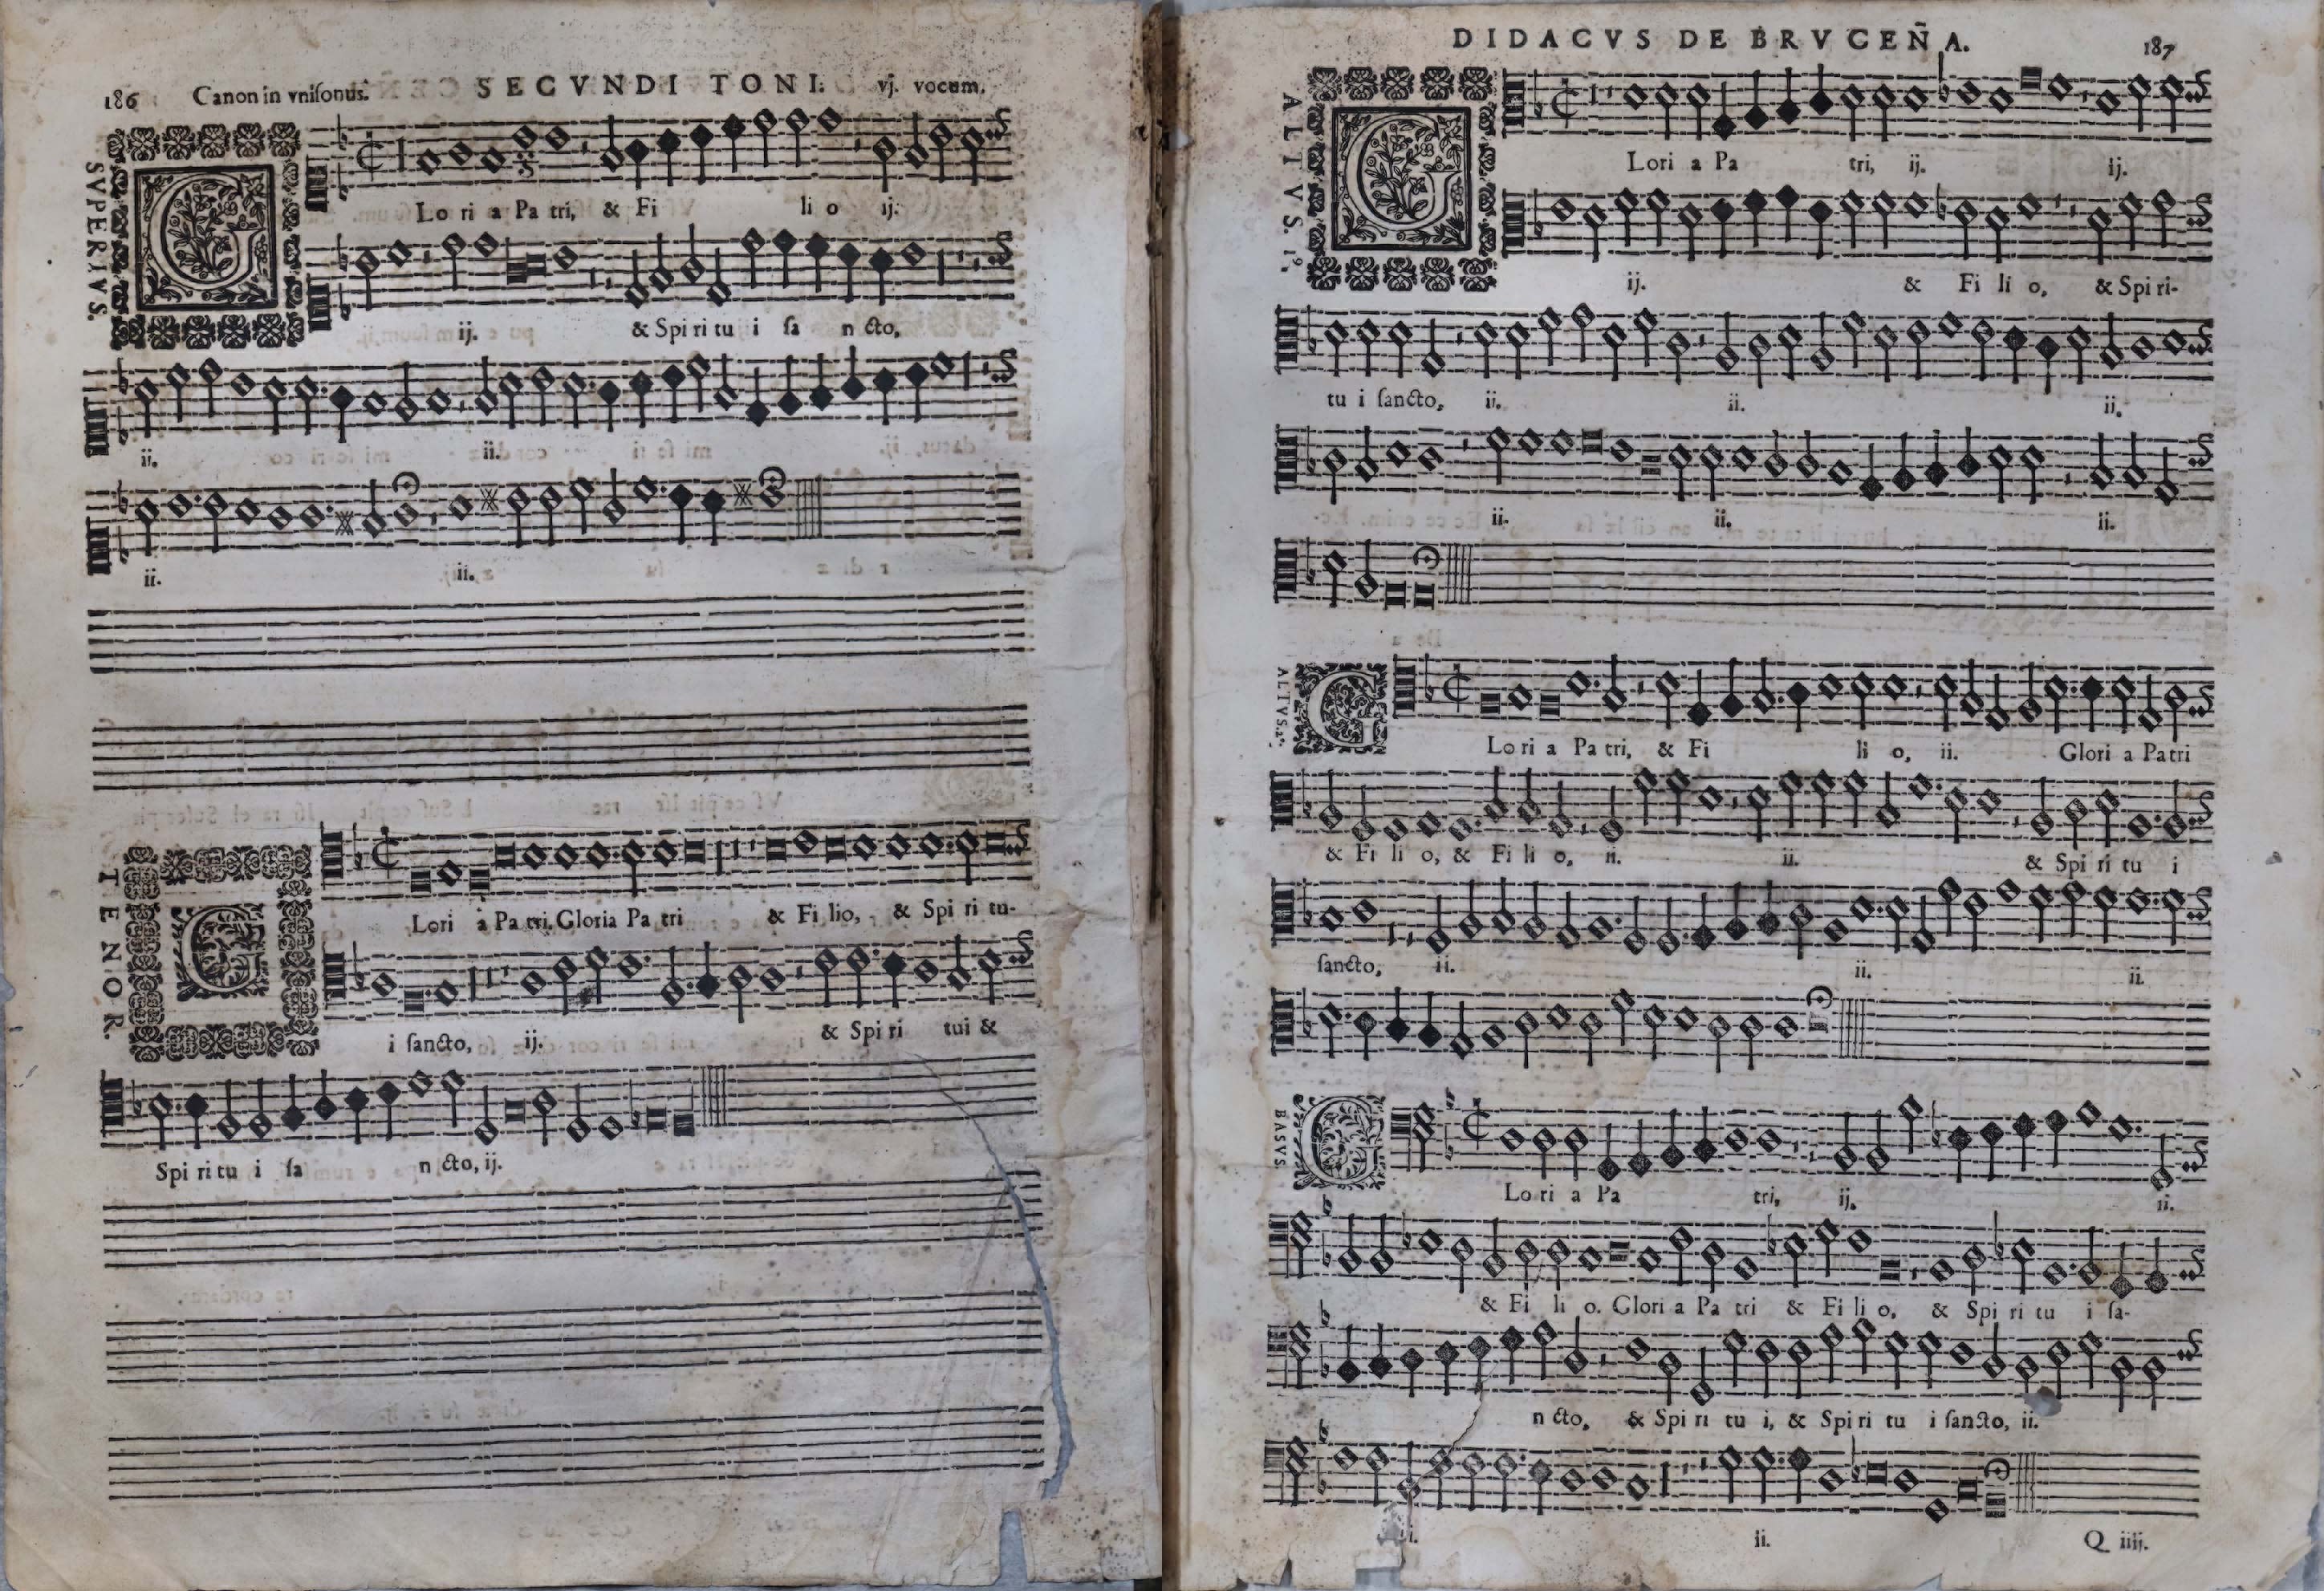 186 Canon in vniſonus. SECVNDI TONI. vj. vocum.
SVPERIVS.
G
Lo ri a Pa tri, & Fi li o ij.
ij. & Spi ri tu i ſa n cto,
ii. ii.
ii. ii.
TENOR.
G
Lori a Pa tri. Gloria Pa tri & Fi lio, & Spi ri tu-
i ſancto, ij. & Spi ri tui &
Spi ri tu i ſa n cto, ij.
DIDACVS DE BRVCEÑA. 187
ALTVS. 1º.
G
Lori a Pa tri, ij. ij.
ij. & Fi li o, & Spi ri-
tu i ſancto, ii. ii. ii.
ii. ii. ii.
ALTVS. 2º.
G
Lo ri a Pa tri, & Fi li o, ii. Glori a Pa tri
& Fi li o, & Fi li o, ii. ii. & Spi ri tu i
ſancto, ii. ii. ii.
BASVS.
G
Lo ri a Pa tri, ij. ii.
& Fi li o. Glori a Pa tri & Fi li o, & Spi ri tu i ſa-
n cto, & Spi ri tu i, & Spi ri tu i ſancto, ii.
ii.
Q iiij.